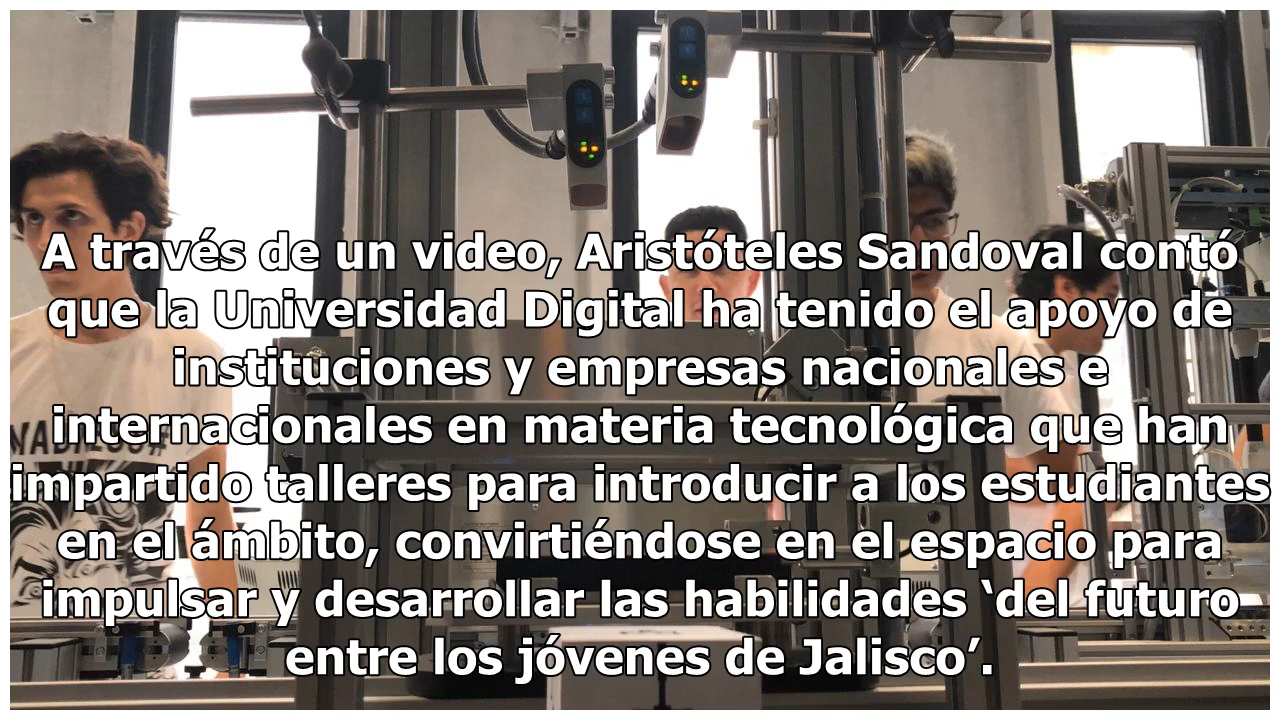 A través de un video, Aristóteles Sandoval contó
que la Universidad Digital ha tenido el apoyo de
instituciones y empresas nacionales e
internacionales en materia tecnológica que han
impartido talleres para introducir a los estudiantes
en el ámbito, convirtiéndose en el espacio para
impulsar y desarrollar las habilidades ‘del futuro
entre los jóvenes de Jalisco’.